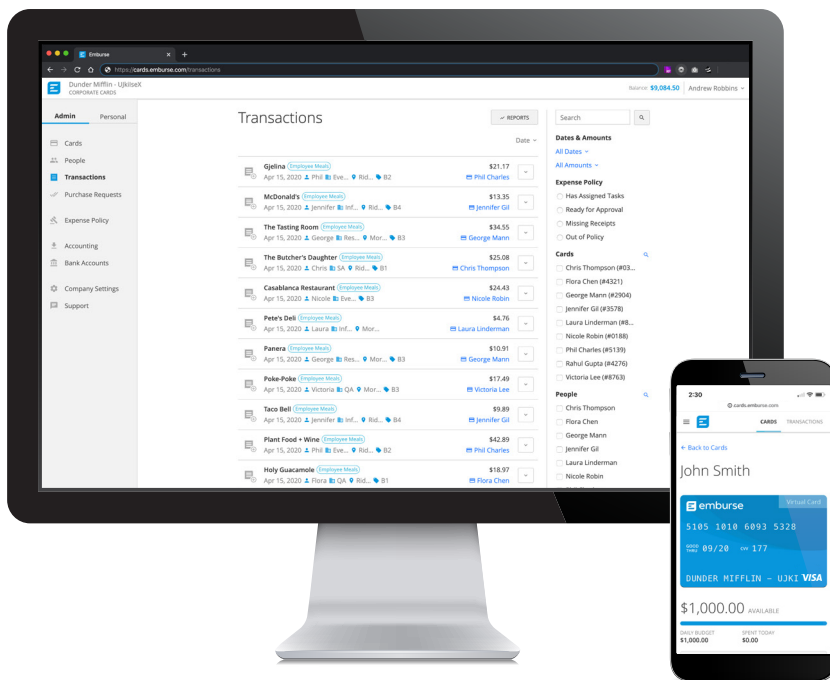 Emburse
https://cards.emburse.com/transactions
Dunder Mifflin - UJkilseX
CORPORATE CARDS
Balance $9,084.50 Andrew Robbins
Admin Personal
Cards
People
Transactions
Purchase Requests
Expense Policy
Accounting
Bank Accounts
Company Settings
Support
Transactions
REPORTS
Date
Gjelina Employee Meals $21.17
Apr 15, 2020 Phil Eve... Rid... B2 Phil Charles
McDonald's Employee Meals $13.35
Apr 15, 2020 Jennifer Inf... Rid... B4 Jennifer Gil
The Tasting Room Employee Meals $34.55
Apr 15, 2020 George Res... Mor... B3 George Mann
The Butcher's Daughter Employee Meals $25.08
Apr 15, 2020 Chris SA Rid... B1 Chris Thompson
Casablanca Restaurant Employee Meals $24.43
Apr 15, 2020 Nicole Eve... B3 Nicole Robin
Pete's Deli Employee Meals $4.76
Apr 15, 2020 Laura Inf... Mor... Laura Linderman
Panera Employee Meals $10.91
Apr 15, 2020 George Res... Mor... B3 George Mann
Poke-Poke Employee Meals $17.49
Apr 15, 2020 Victoria QA Mor... B3 Victoria Lee
Taco Bell Employee Meals $9.89
Apr 15, 2020 Jennifer Inf... Rid... B4 Jennifer Gil
Plant Food + Wine Employee Meals $42.89
Apr 15, 2020 Phil Eve... Rid... B2 Phil Charles
Holy Guacamole Employee Meals $18.97
Apr 15, 2020 Flora QA Rid... B1 Flora Chen
Search
Dates & Amounts
All Dates
All Amounts
Expense Policy
Has Assigned Tasks
Ready for Approval
Missing Receipts
Out of Policy
Cards
Chris Thompson (#03...
Flora Chen (#4321)
George Mann (#2904)
Jennifer Gil (#3578)
Laura Linderman (#8...
Nicole Robin (#0188)
Phil Charles (#5139)
Rahul Gupta (#4276)
Victoria Lee (#8763)
People
Chris Thompson
Flora Chen
George Mann
Jennifer Gil
Laura Linderman
Nicole Robin
2:30
cards.emburse.com
CARDS TRANSACTIONS
Back to Cards
John Smith
emburse Virtual Card
5105 1010 6093 5328
GOOD THRU 09/20 CVV 177
DUNDER MIFFLIN - UJKI VISA
$1,000.00 AVAILABLE
DAILY BUDGET SPENT TODAY
$1,000.00 $0.00